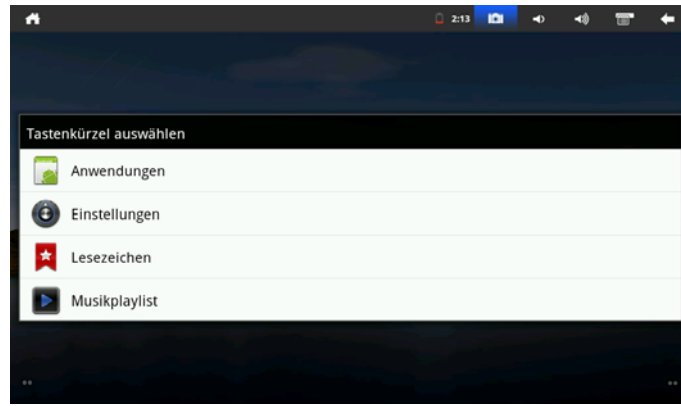 2:13
Tastenkürzel auswählen
Anwendungen
Einstellungen
Lesezeichen
Musikplaylist